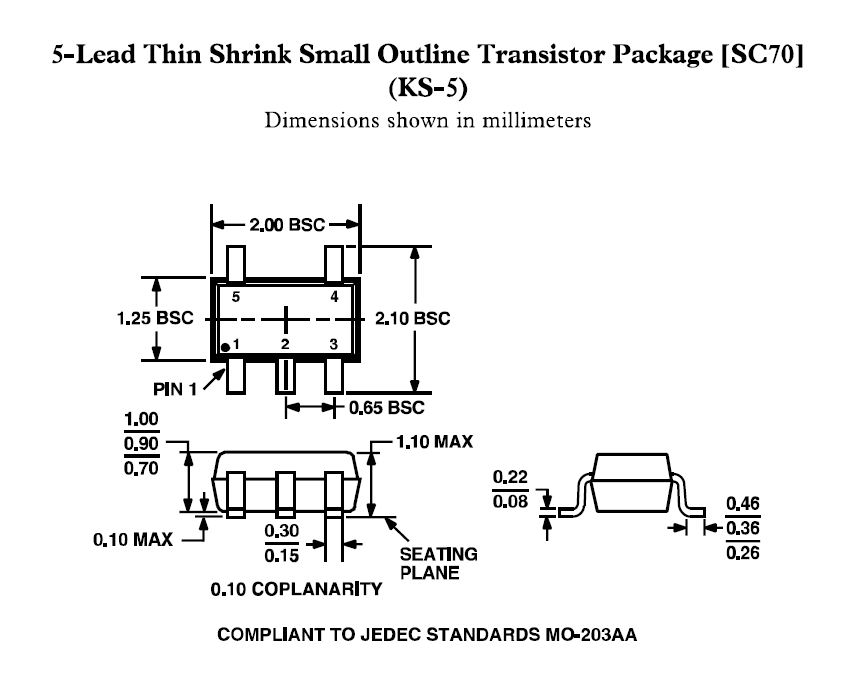 5-Lead Thin Shrink Small Outline Transistor Package [SC70]
(KS-5)
Dimensions shown in millimeters
2.00 BSC
5
4
1.25 BSC
2.10 BSC
1
2
3
PIN 1
0.65 BSC
1.00
0.90
0.70
1.10 MAX
0.22
0.08
0.46
0.36
0.26
0.10 MAX
0.30
0.15
SEATING
PLANE
0.10 COPLANARITY
COMPLIANT TO JEDEC STANDARDS MO-203AA